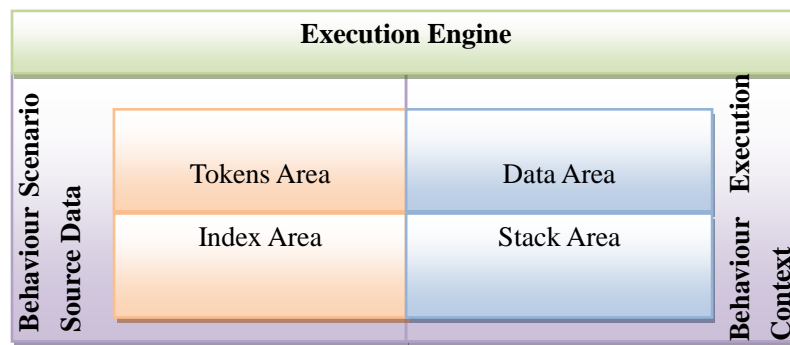 Execution Engine
Behaviour Scenario
Source Data
Tokens Area
Data Area
Index Area
Stack Area
Behaviour Execution
Context